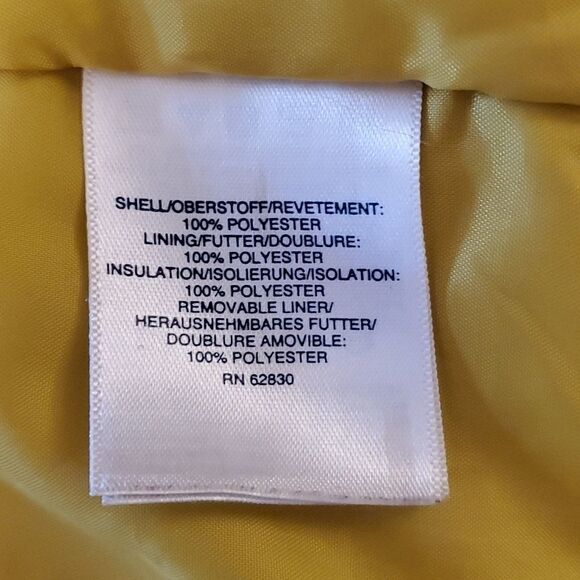 SHELL/OBERSTOFF/REVETEMENT:
100% POLYESTER
LINING/FUTTER/DOUBLURE:
100% POLYESTER
INSULATION/ISOLIERUNG/ISOLATION:
100% POLYESTER
REMOVABLE LINER/
HERAUSNEHMBARES FUTTER/
DOUBLURE AMOVIBLE:
100% POLYESTER
RN 62830